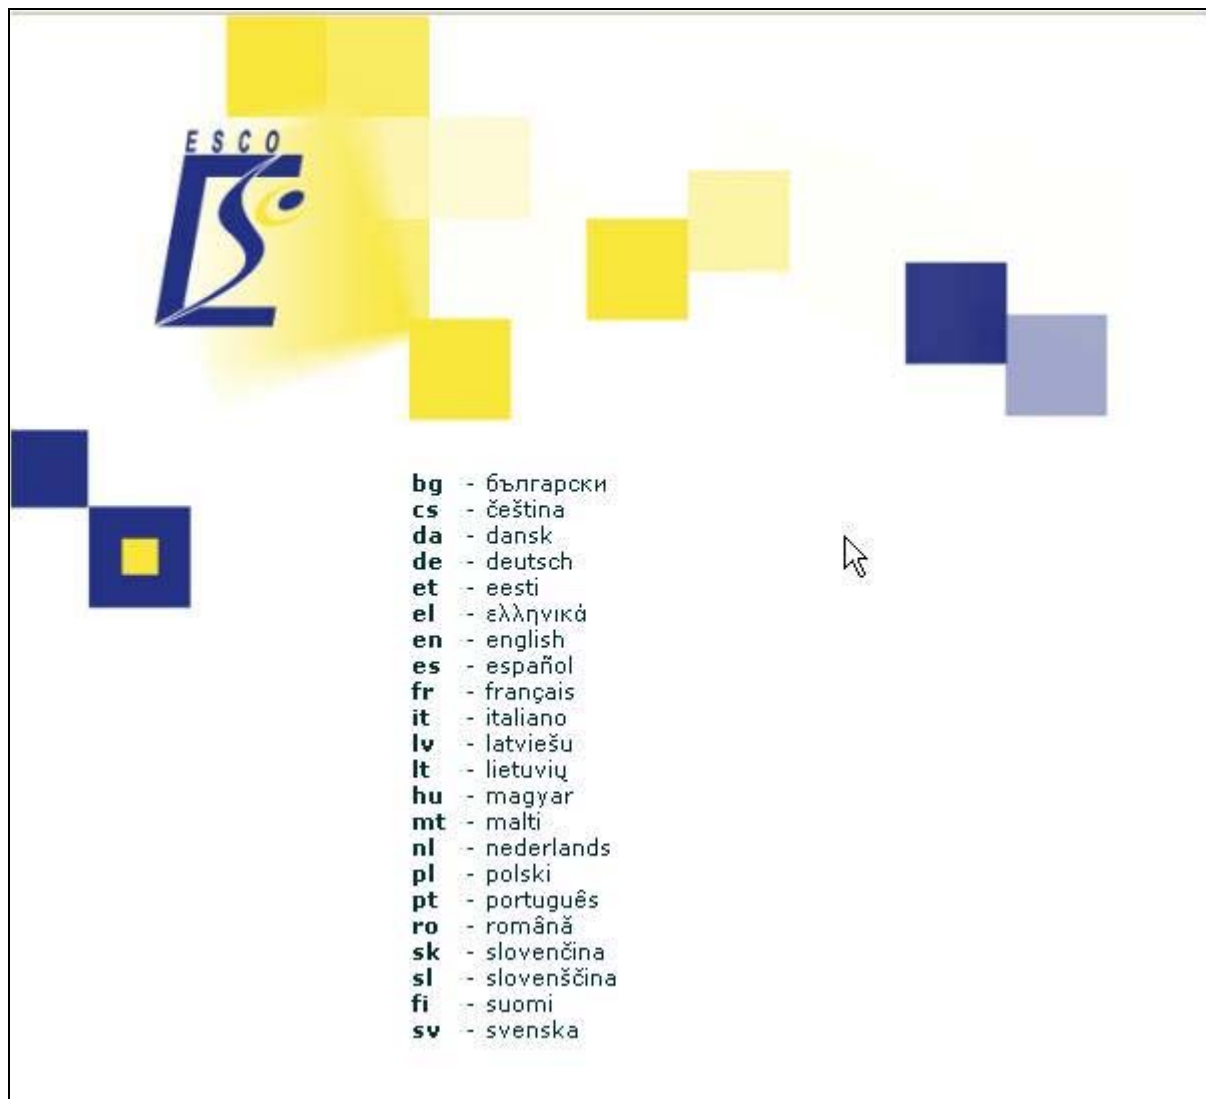 ESCO
bg - български
cs - čeština
da - dansk
de - deutsch
et - eesti
el - ελληνικά
en - english
es - español
fr - français
it - italiano
lv - latviešu
lt - lietuvių
hu - magyar
mt - malti
nl - nederlands
pl - polski
pt - português
ro - română
sk - slovenčina
sl - slovenščina
fi - suomi
sv - svenska